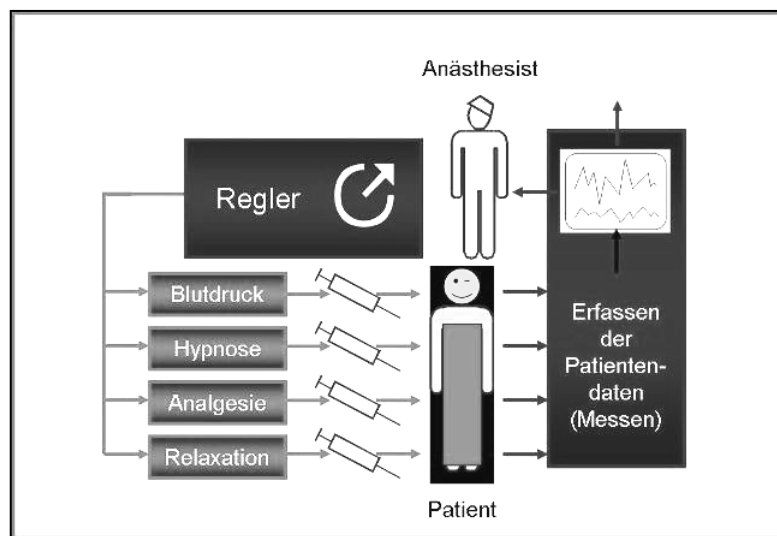 Anästhesist
Regler
Blutdruck
Hypnose
Analgesie
Relaxation
Erfassen
der
Patienten-
daten
(Messen)
Patient